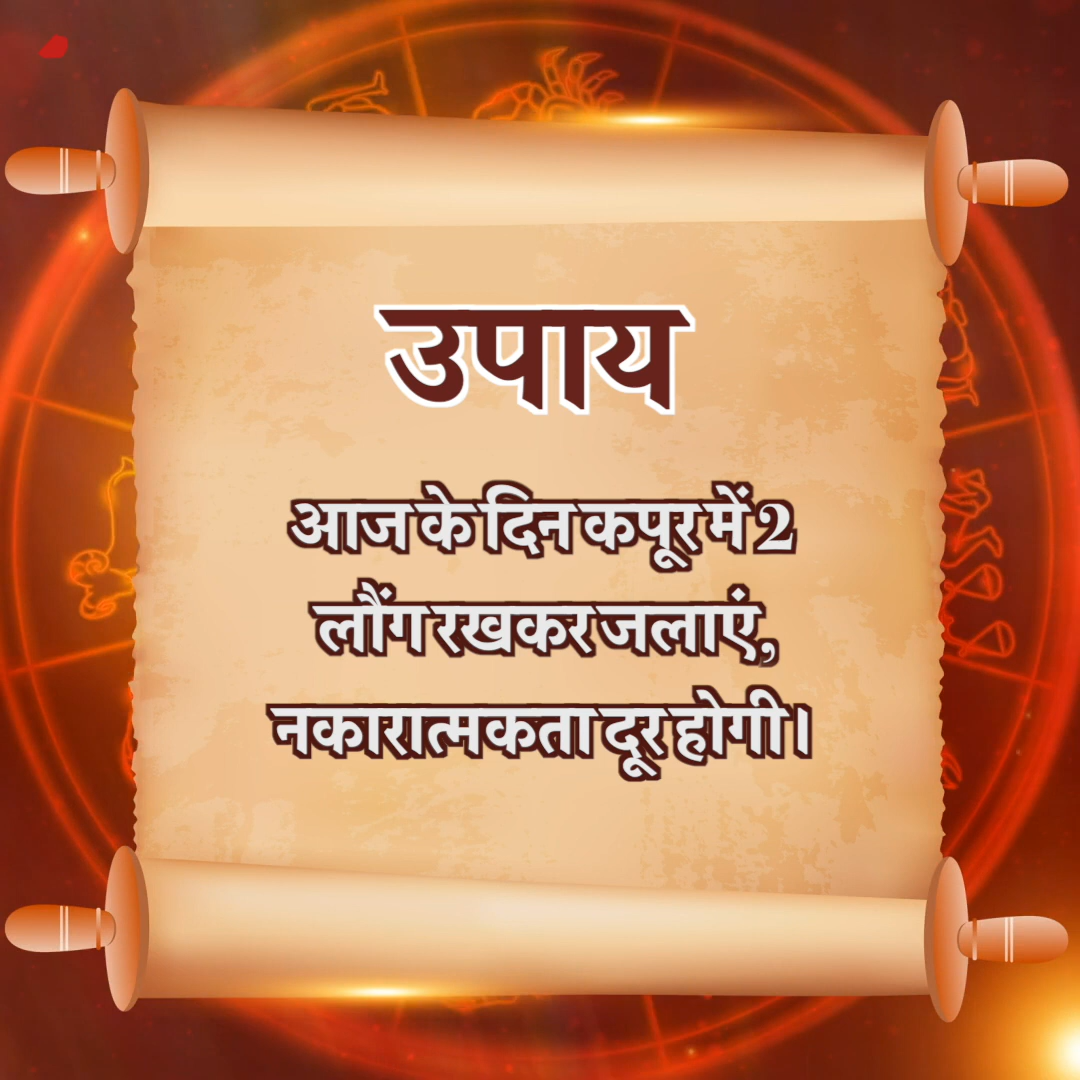 उपाय
आज के दिन कपूर में 2
लौंग रखकर जलाएं,
नकारात्मकता दूर होगी।